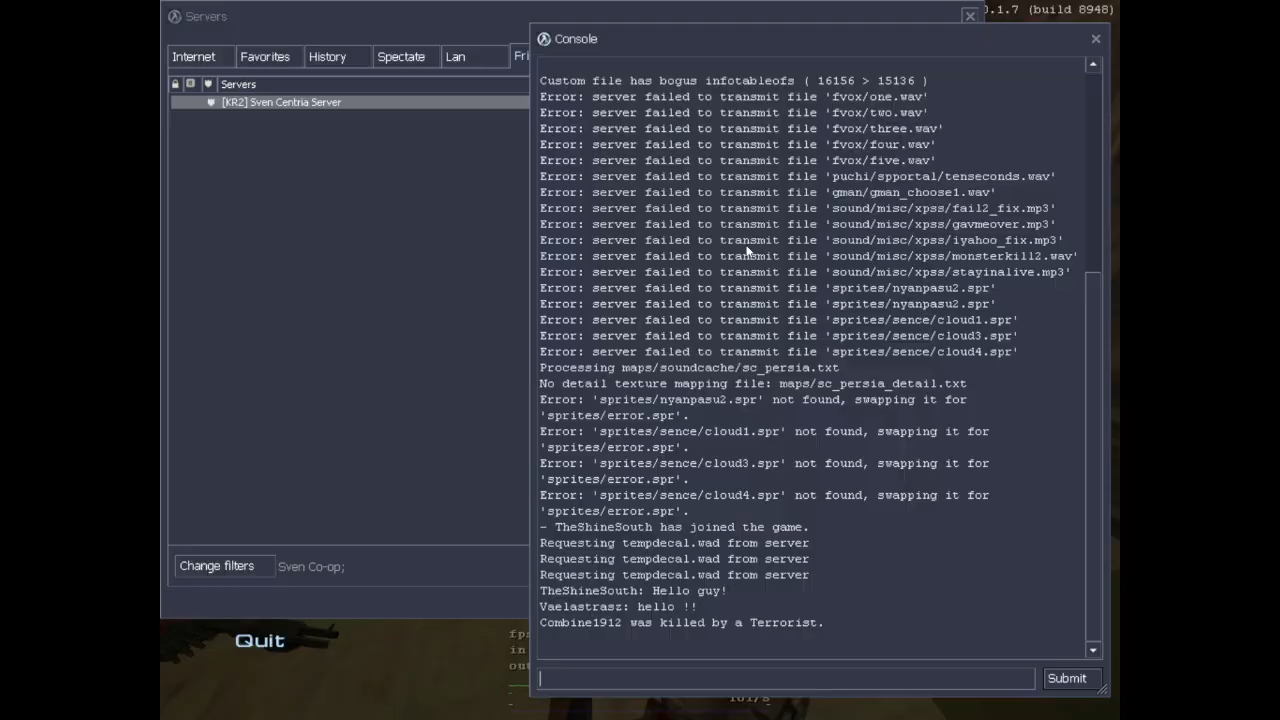 Servers
0.1.7 (build 8948)
Console
Internet
Favorites
History
Spectate
Lan
Fri
Servers
[KR2] Sven Centria Server
Custom file has bogus infotableofs ( 16156 > 15136 )
Error: server failed to transmit file 'fvox/one.wav'
Error: server failed to transmit file 'fvox/two.wav'
Error: server failed to transmit file 'fvox/three.wav'
Error: server failed to transmit file 'fvox/four.wav'
Error: server failed to transmit file 'fvox/five.wav'
Error: server failed to transmit file 'puchi/spportal/tenseconds.wav'
Error: server failed to transmit file 'gman/gman_choose1.wav'
Error: server failed to transmit file 'sound/misc/xpss/fail2_fix.mp3'
Error: server failed to transmit file 'sound/misc/xpss/gavmeover.mp3'
Error: server failed to transmit file 'sound/misc/xpss/iyahoo_fix.mp3'
Error: server failed to transmit file 'sound/misc/xpss/monsterkill2.wav'
Error: server failed to transmit file 'sound/misc/xpss/stayinalive.mp3'
Error: server failed to transmit file 'sprites/nyanpasu2.spr'
Error: server failed to transmit file 'sprites/nyanpasu2.spr'
Error: server failed to transmit file 'sprites/sence/cloud1.spr'
Error: server failed to transmit file 'sprites/sence/cloud3.spr'
Error: server failed to transmit file 'sprites/sence/cloud4.spr'
Processing maps/soundcache/sc_persia.txt
No detail texture mapping file: maps/sc_persia_detail.txt
Error: 'sprites/nyanpasu2.spr' not found, swapping it for
'sprites/error.spr'.
Error: 'sprites/sence/cloud1.spr' not found, swapping it for
'sprites/error.spr'.
Error: 'sprites/sence/cloud3.spr' not found, swapping it for
'sprites/error.spr'.
Error: 'sprites/sence/cloud4.spr' not found, swapping it for
'sprites/error.spr'.
- TheShineSouth has joined the game.
Requesting tempdecal.wad from server
Requesting tempdecal.wad from server
Requesting tempdecal.wad from server
TheShineSouth: Hello guy!
Vaelastrasz: hello !!
Combine1912 was killed by a Terrorist.
Change filters
Sven Co-op;
Quit
fps
in
out
Submit